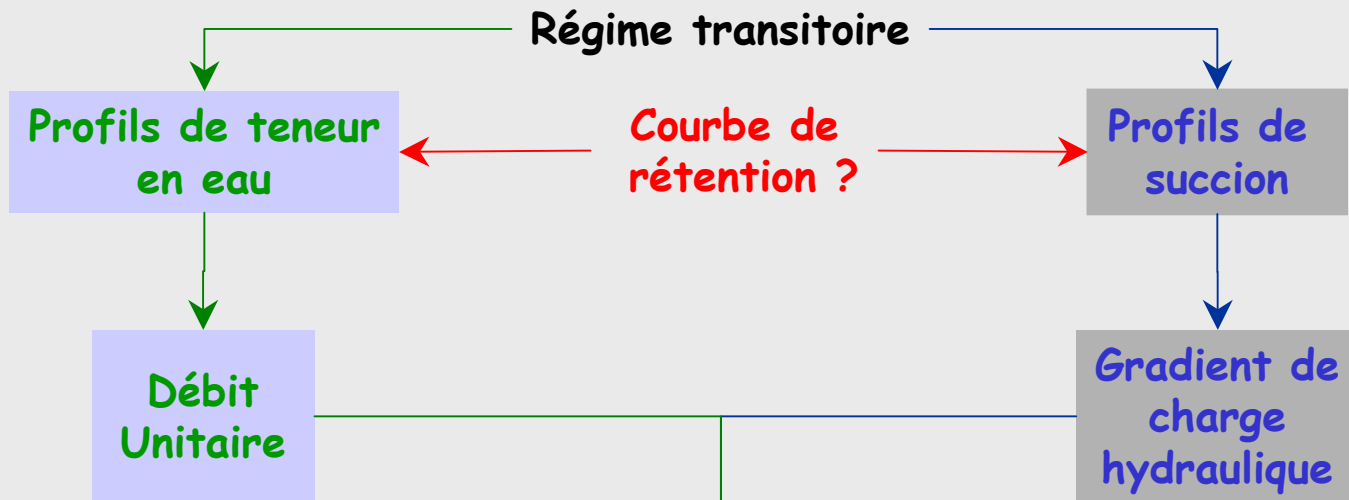 Régime transitoire
Profils de teneur
en eau
Courbe de
rétention ?
Profils de
succion
Débit
Unitaire
Gradient de
charge
hydraulique